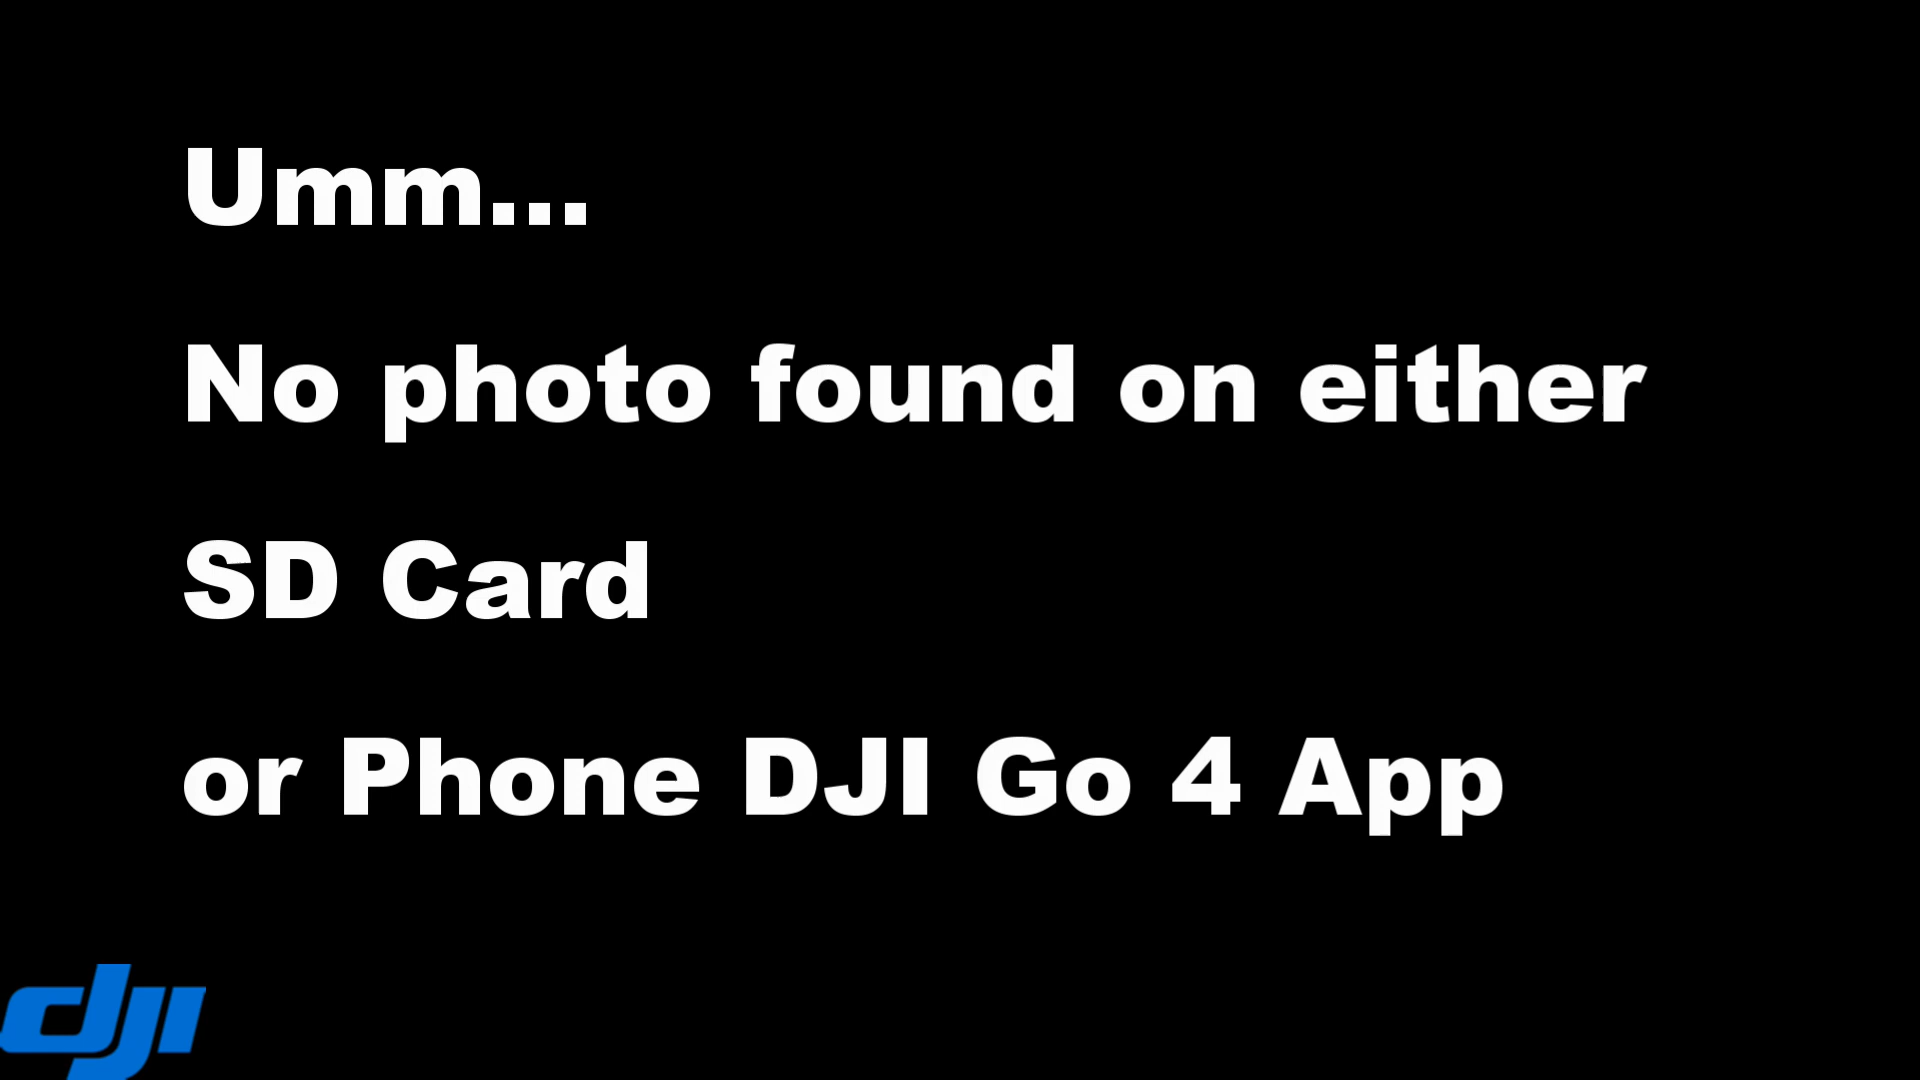 Umm...
No photo found on either
SD Card
or Phone DJI Go 4 App
dji